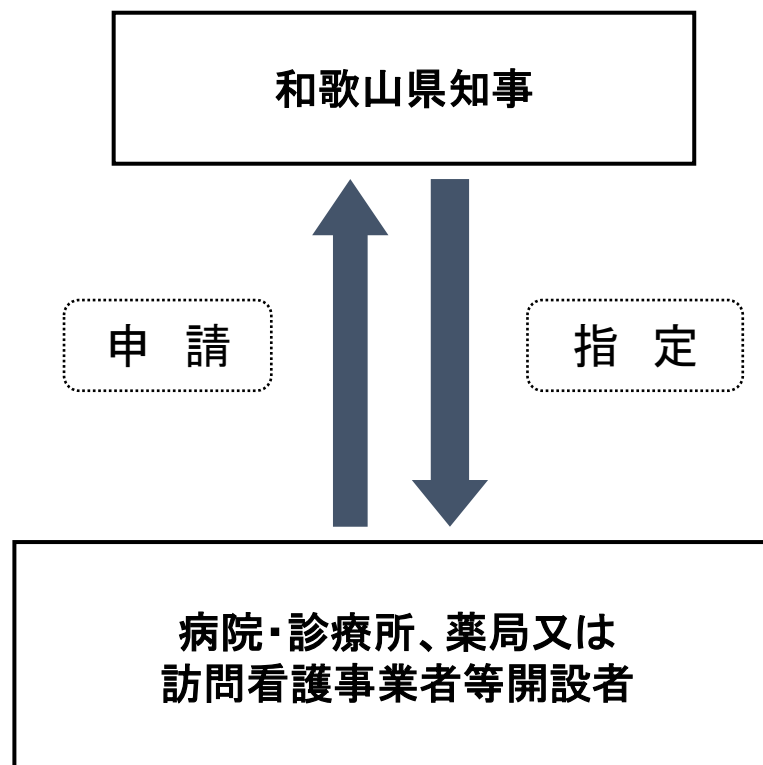 和歌山県知事
申　請
指　定
病院・診療所、薬局又は
訪問看護事業者等開設者